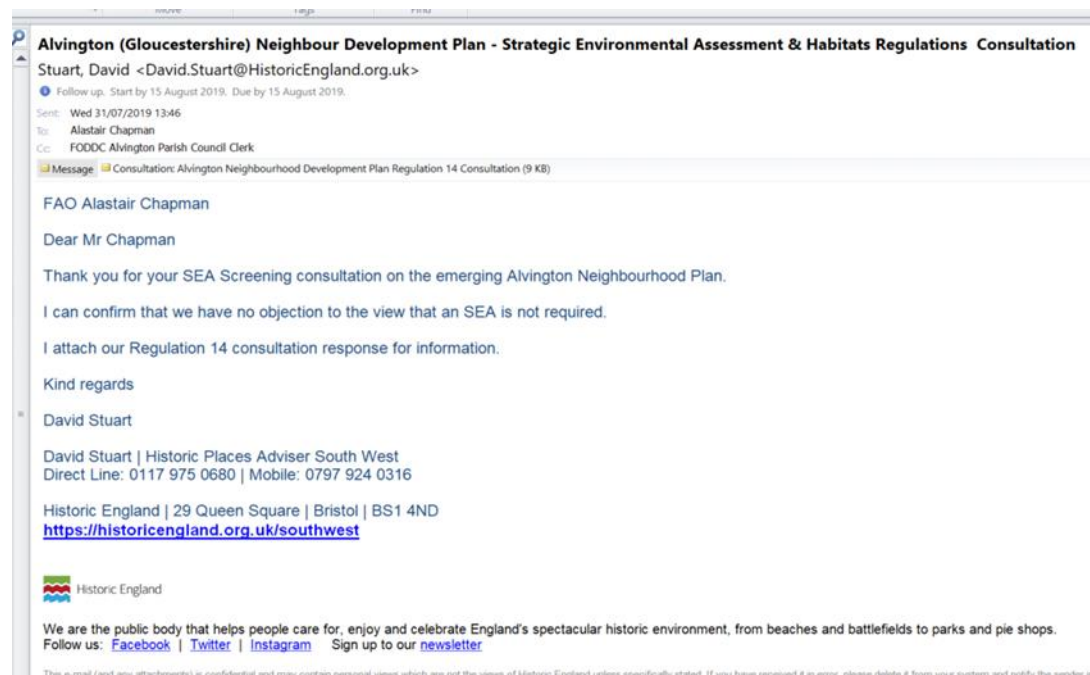 Move Tags Find
Alvington (Gloucestershire) Neighbour Development Plan - Strategic Environmental Assessment & Habitats Regulations Consultation
Stuart, David <David.Stuart@HistoricEngland.org.uk>
Follow up. Start by 15 August 2019. Due by 15 August 2019.
Sent: Wed 31/07/2019 13:46
To: Alastair Chapman
Cc: FODDC Alvington Parish Council Clerk
Message Consultation: Alvington Neighbourhood Development Plan Regulation 14 Consultation (9 KB)
FAO Alastair Chapman
Dear Mr Chapman
Thank you for your SEA Screening consultation on the emerging Alvington Neighbourhood Plan.
I can confirm that we have no objection to the view that an SEA is not required.
I attach our Regulation 14 consultation response for information.
Kind regards
David Stuart
David Stuart | Historic Places Adviser South West
Direct Line: 0117 975 0680 | Mobile: 0797 924 0316
Historic England | 29 Queen Square | Bristol | BS1 4ND
https://historicengland.org.uk/southwest
Historic England
We are the public body that helps people care for, enjoy and celebrate England's spectacular historic environment, from beaches and battlefields to parks and pie shops.
Follow us: Facebook | Twitter | Instagram Sign up to our newsletter
This e-mail (and any attachments) is confidential and may contain personal views which are not the views of Historic England unless specifically stated. If you have received it in error, please delete it from your system and notify the sender